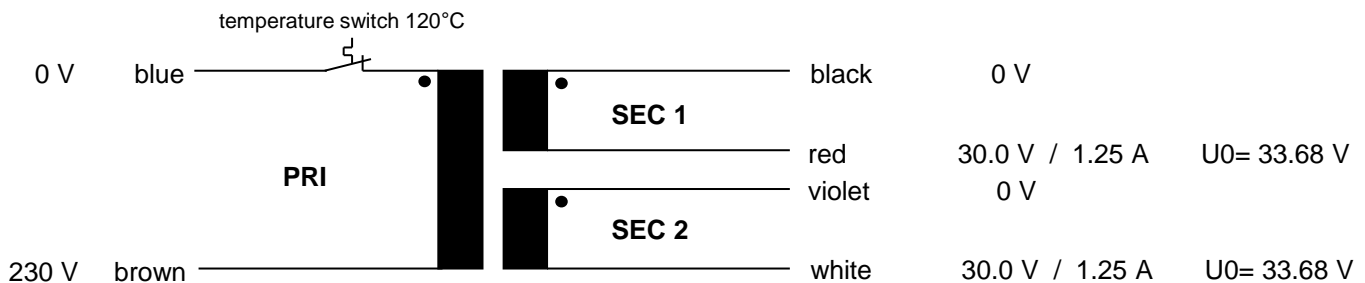 temperature switch 120°C
0 V blue black 0 V
SEC 1
red 30.0 V / 1.25 A U0= 33.68 V
PRI
violet 0 V
SEC 2
230 V brown white 30.0 V / 1.25 A U0= 33.68 V